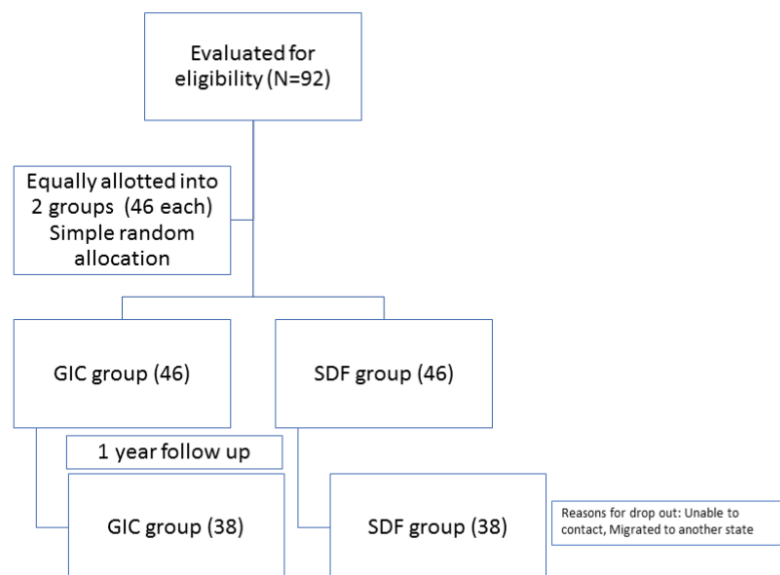 Evaluated for
eligibility (N=92)
Equally allotted into
2 groups (46 each)
Simple random
allocation
GIC group (46)
SDF group (46)
1 year follow up
GIC group (38)
SDF group (38)
Reasons for drop out: Unable to
contact, Migrated to another state